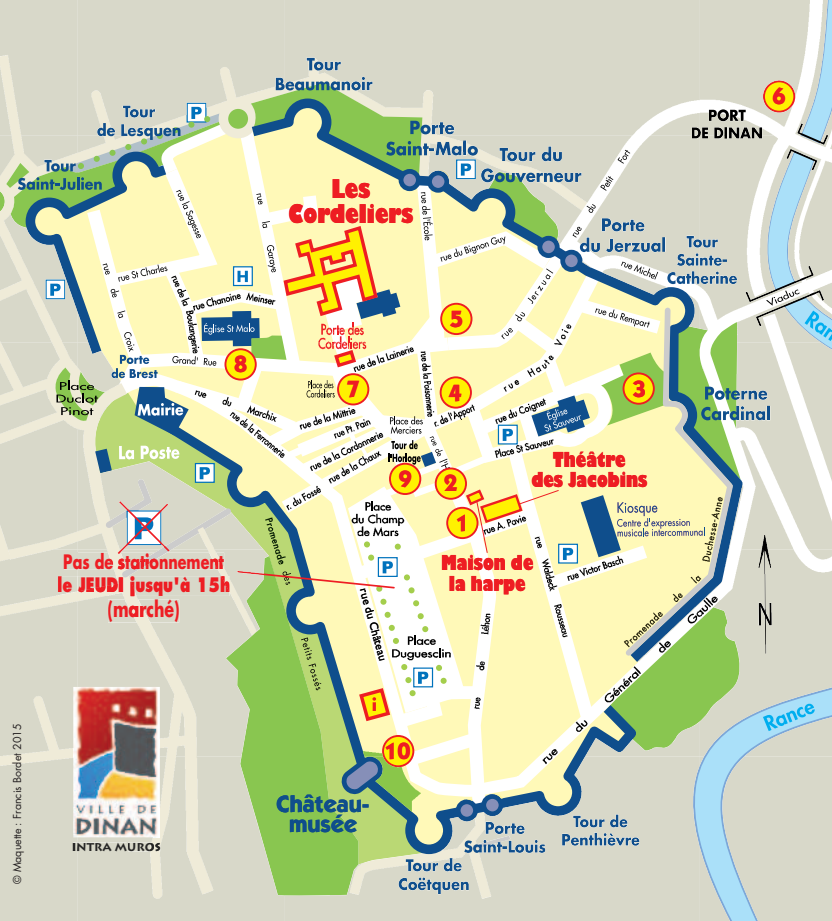 6
PORT
DE DINAN
Tour
Beaumanoir
P
Tour
de Lesquen
Porte
Saint-Malo
P
Tour du
Gouverneur
Tour
Saint-Julien
rue du Petit Fort
Les
Cordeliers
rue la Sagesse
rue la Garaye
rue de l'École
rue du Bignon Guy
Porte
du Jerzual
Tour
Sainte-
Catherine
rue Michel
Viaduc
Rance
P
rue St Charles
H
rue de la Croix
rue de la Boulangerie
rue Chanoine Meinser
Église St Malo
Porte des
Cordeliers
5
rue du Jerzual
rue du Rempart
rue Haute Voie
Porte
de Brest
Grand' Rue
8
rue de la Lainerie
rue de la Poissonnerie
Place
Duclot
Pinot
Mairie
Place des
Cordeliers
7
4
3
Poterne
Cardinal
rue du Marchix
rue de la Ferronnerie
rue de la Mittrie
rue Pt. Pain
rue de la Cordonnerie
rue de la Chaux
r. du Fossé
Place des
Merciers
r. de l'Apport
rue du Coignet
Église
St Sauveur
P
Place St Sauveur
Tour de
l'Horloge
rue de l'H
La Poste
P
9
2
Théâtre
des Jacobins
1
rue A. Pavie
Kiosque
Centre d'expression
musicale intercommunal
Place
du Champ
de Mars
P
Pas de stationnement
le JEUDI jusqu'à 15h
(marché)
Promenade des
Petits Fossés
P
Maison de
la harpe
rue Waldeck Rousseau
P
rue Victor Basch
Promenade de la Duchesse-Anne
rue du Château
Place
Duguesclin
P
rue de Léhon
N
i
rue du Général de Gaulle
10
Rance
Château-
musée
Porte
Saint-Louis
Tour de
Penthièvre
Tour de
Coëtquen
VILLE DE
DINAN
INTRA MUROS
© Maquette : Francis Bordet 2015